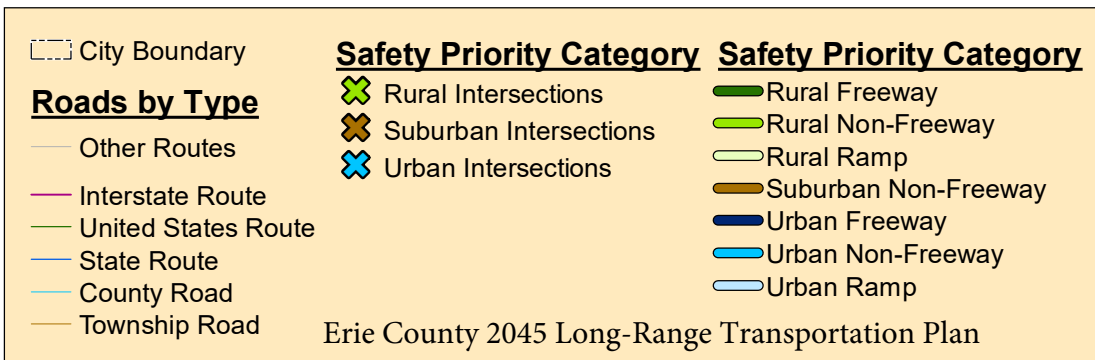 City Boundary
Roads by Type
Other Routes
Interstate Route
United States Route
State Route
County Road
Township Road
Safety Priority Category
Rural Intersections
Suburban Intersections
Urban Intersections
Safety Priority Category
Rural Freeway
Rural Non-Freeway
Rural Ramp
Suburban Non-Freeway
Urban Freeway
Urban Non-Freeway
Urban Ramp
Erie County 2045 Long-Range Transportation Plan